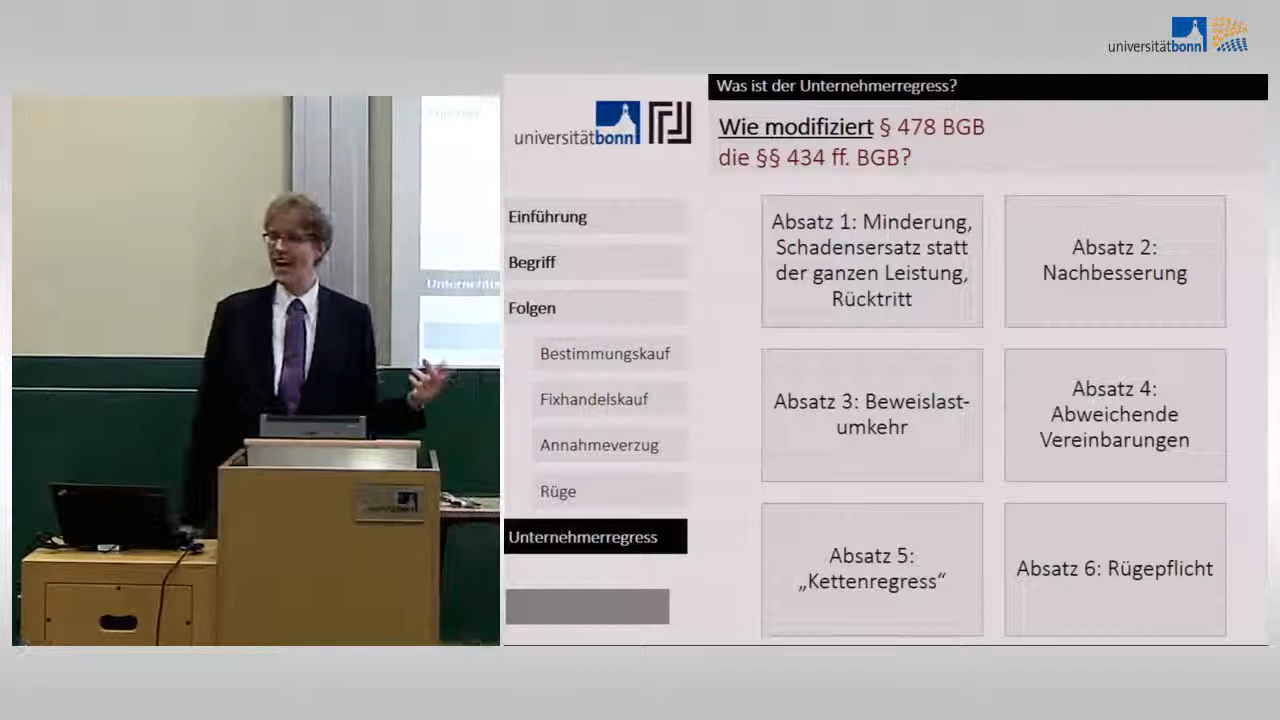 universitätbonn
Was ist der Unternehmerregress?
universitätbonn
Wie modifiziert § 478 BGB
die §§ 434 ff. BGB?
Einführung
Begriff
Folgen
Bestimmungskauf
Fixhandelskauf
Annahmeverzug
Rüge
Unternehmerregress
Absatz 1: Minderung,
Schadensersatz statt
der ganzen Leistung,
Rücktritt
Absatz 2:
Nachbesserung
Absatz 3: Beweislast-
umkehr
Absatz 4:
Abweichende
Vereinbarungen
Absatz 5:
„Kettenregress“
Absatz 6: Rügepflicht